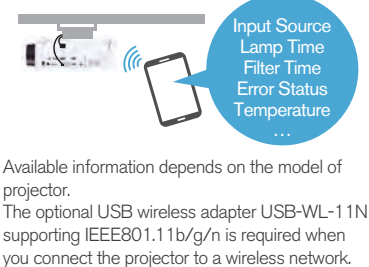 Input Source
Lamp Time
Filter Time
Error Status
Temperature
…
Available information depends on the model of
projector.
The optional USB wireless adapter USB-WL-11N
supporting IEEE801.11b/g/n is required when
you connect the projector to a wireless network.